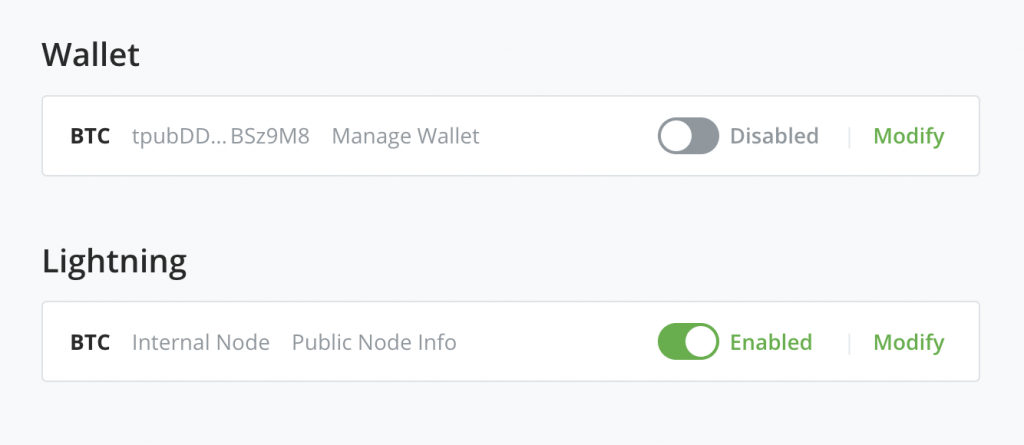 Wallet
BTC tpubDD... BSz9M8 Manage Wallet Disabled | Modify
Lightning
BTC Internal Node Public Node Info Enabled | Modify